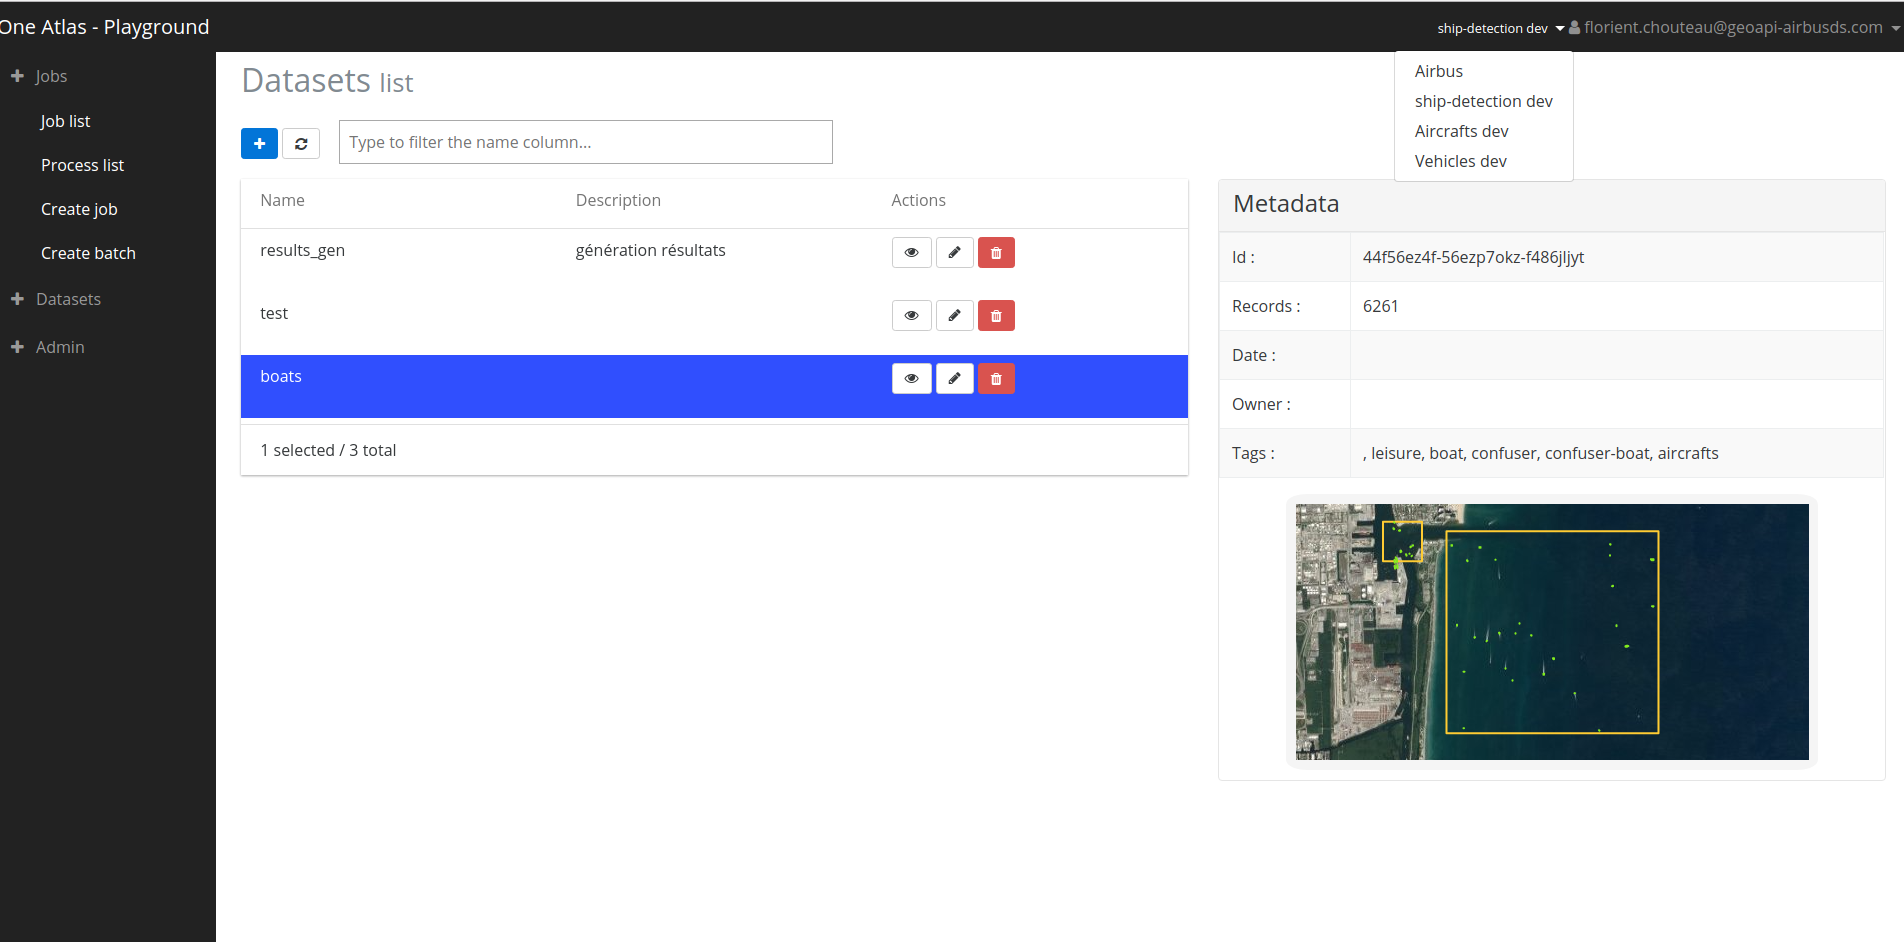 One Atlas - Playground
ship-detection dev florient.chouteau@geoapi-airbusds.com
Airbus
ship-detection dev
Aircrafts dev
Vehicles dev
Jobs
Job list
Process list
Create job
Create batch
Datasets
Admin
Datasets list
Type to filter the name column...
Name Description Actions
results_gen génération résultats
test
boats
1 selected / 3 total
Metadata
Id : 44f56ez4f-56ezp7okz-f486jljyt
Records : 6261
Date :
Owner :
Tags : , leisure, boat, confuser, confuser-boat, aircrafts